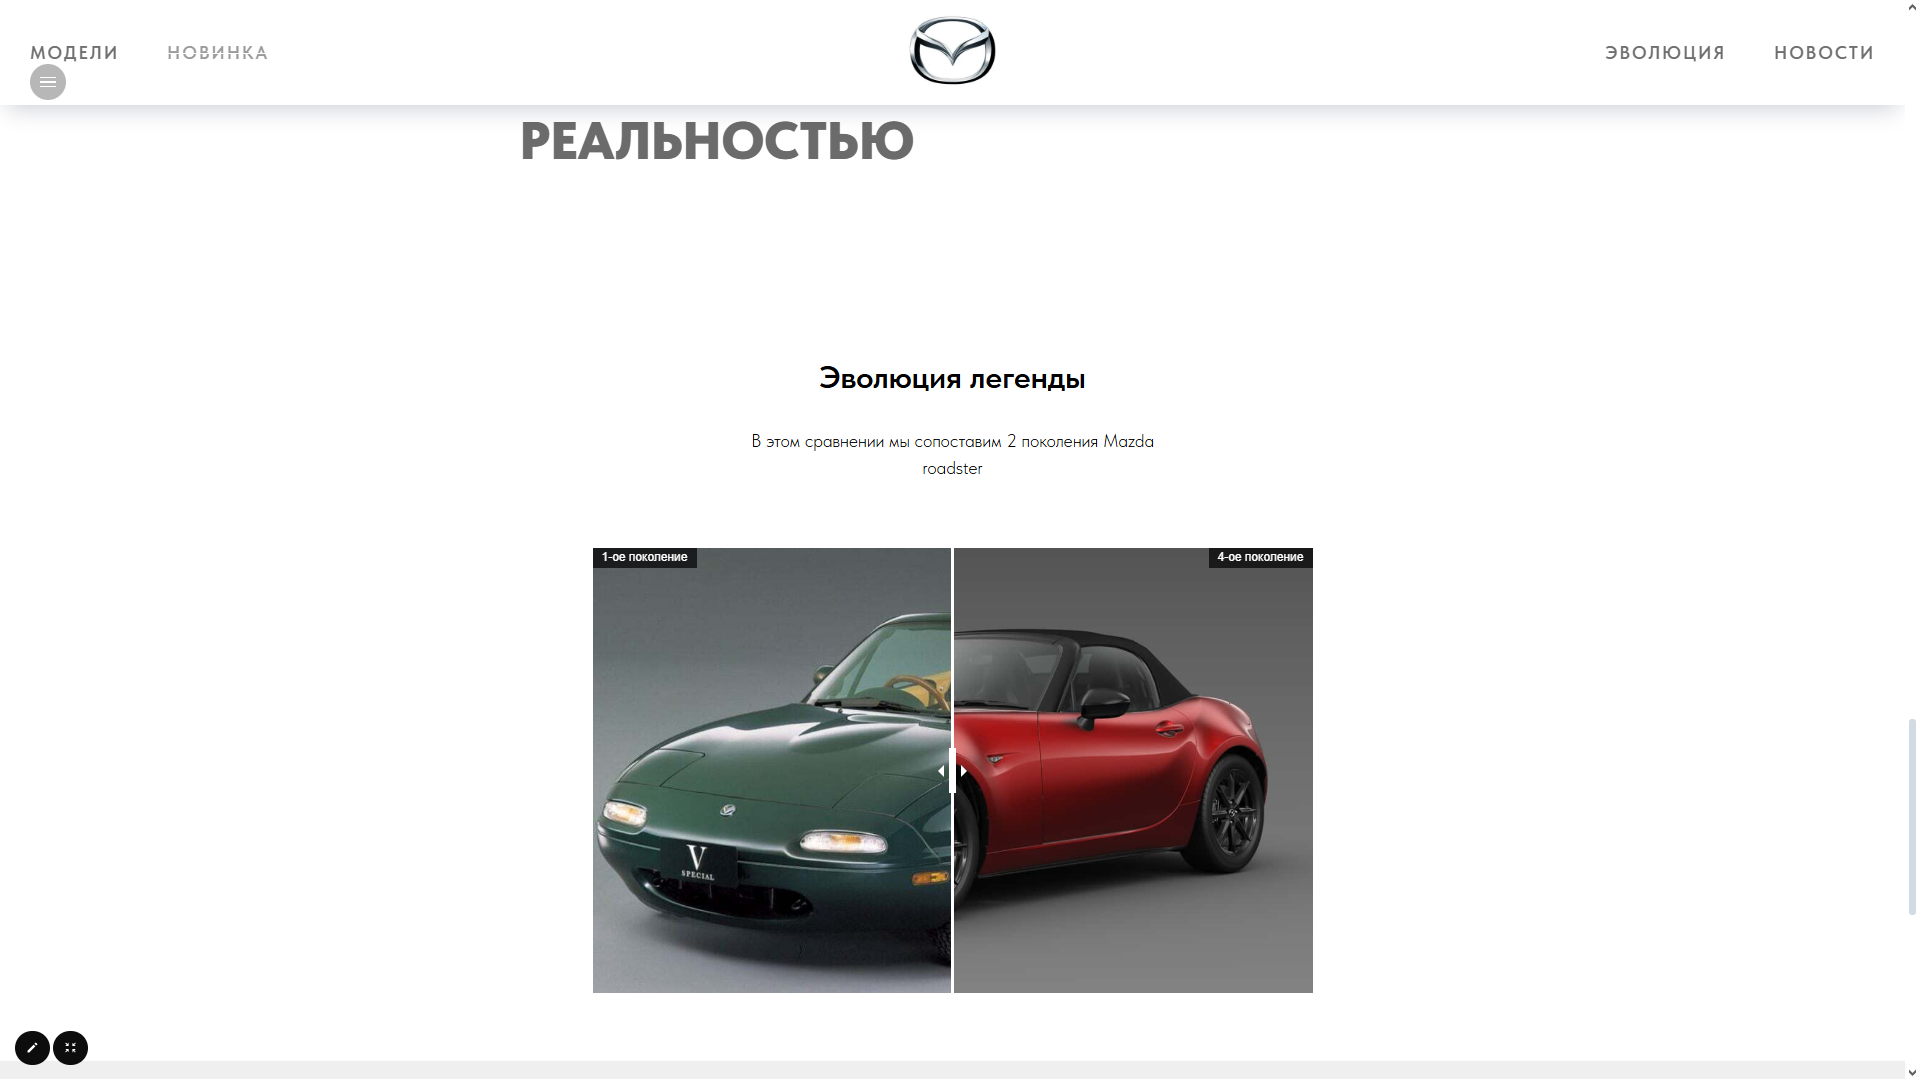 МОДЕЛИ
НОВИНКА
ЭВОЛЮЦИЯ
НОВОСТИ
РЕАЛЬНОСТЬЮ
Эволюция легенды
В этом сравнении мы сопоставим 2 поколения Mazda
roadster
1-ое поколение
4-ое поколение
V
SPECIAL